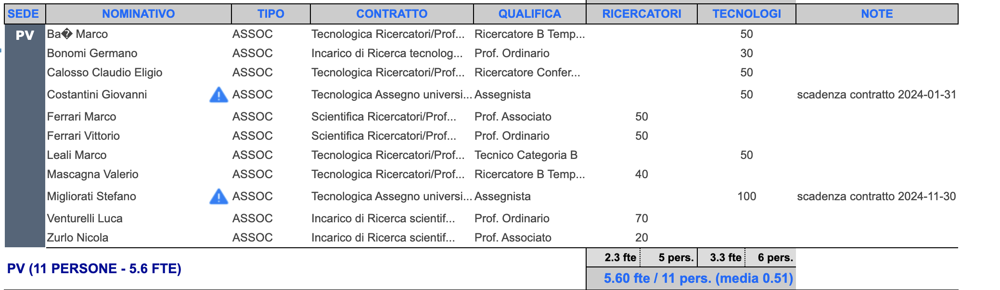 SEDE NOMINATIVO TIPO CONTRATTO QUALIFICA RICERCATORI TECNOLOGI NOTE
PV Ba� Marco ASSOC Tecnologica Ricercatori/Prof... Ricercatore B Temp... 50
Bonomi Germano ASSOC Incarico di Ricerca tecnolog... Prof. Ordinario 30
Calosso Claudio Eligio ASSOC Tecnologica Ricercatori/Prof... Ricercatore Confer... 50
Costantini Giovanni ASSOC Tecnologica Assegno universi... Assegnista 50 scadenza contratto 2024-01-31
Ferrari Marco ASSOC Scientifica Ricercatori/Prof... Prof. Associato 50
Ferrari Vittorio ASSOC Scientifica Ricercatori/Prof... Prof. Ordinario 50
Leali Marco ASSOC Tecnologica Ricercatori/Prof... Tecnico Categoria B 50
Mascagna Valerio ASSOC Tecnologica Ricercatori/Prof... Ricercatore B Temp... 40
Migliorati Stefano ASSOC Tecnologica Assegno universi... Assegnista 100 scadenza contratto 2024-11-30
Venturelli Luca ASSOC Incarico di Ricerca scientif... Prof. Ordinario 70
Zurlo Nicola ASSOC Incarico di Ricerca scientif... Prof. Associato 20
2.3 fte 5 pers. 3.3 fte 6 pers.
PV (11 PERSONE - 5.6 FTE)
5.60 fte / 11 pers. (media 0.51)